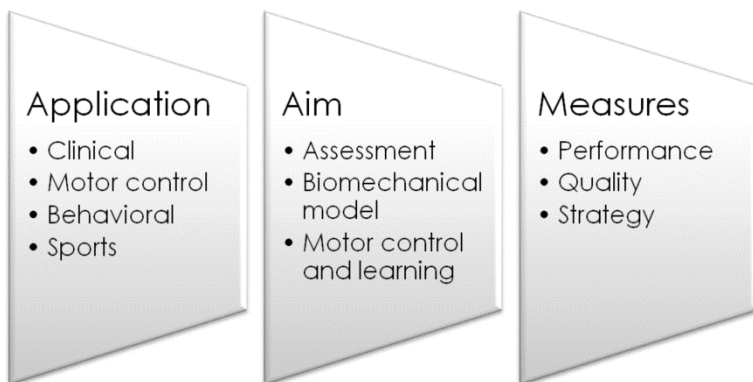 Application
• Clinical
• Motor control
• Behavioral
• Sports
Aim
• Assessment
• Biomechanical
model
• Motor control
and learning
Measures
• Performance
• Quality
• Strategy